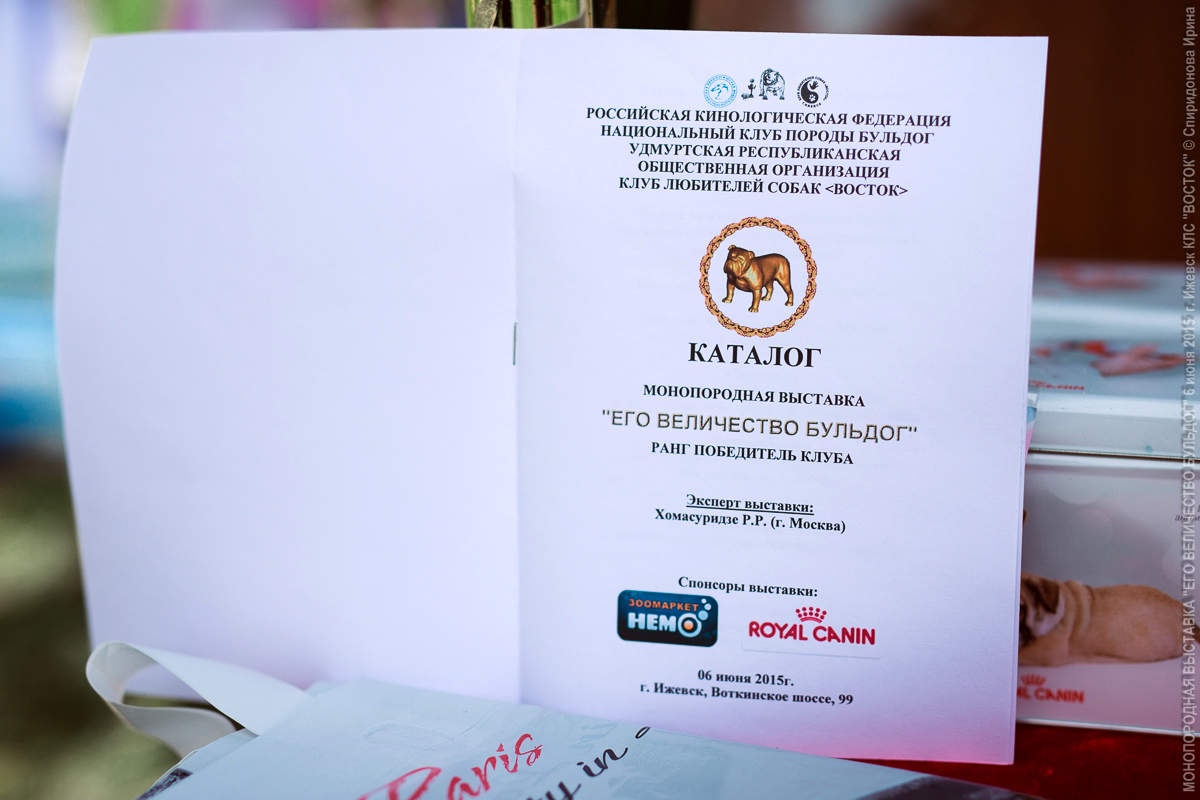 РОССИЙСКАЯ КИНОЛОГИЧЕСКАЯ ФЕДЕРАЦИЯ
НАЦИОНАЛЬНЫЙ КЛУБ ПОРОДЫ БУЛЬДОГ
УДМУРТСКАЯ РЕСПУБЛИКАНСКАЯ
ОБЩЕСТВЕННАЯ ОРГАНИЗАЦИЯ
КЛУБ ЛЮБИТЕЛЕЙ СОБАК <ВОСТОК>
КАТАЛОГ
МОНОПОРОДНАЯ ВЫСТАВКА
"ЕГО ВЕЛИЧЕСТВО БУЛЬДОГ"
РАНГ ПОБЕДИТЕЛЬ КЛУБА
Эксперт выставки:
Хомасуридзе Р.Р. (г. Москва)
Спонсоры выставки:
ЗООМАРКЕТ
НЕМО
ROYAL CANIN
06 июня 2015г.
г. Ижевск, Воткинское шоссе, 99
Paris
in
CANIN
МОНОПОРОДНАЯ ВЫСТАВКА "ЕГО ВЕЛИЧЕСТВО БУЛЬДОГ" 6 июня 2015 г. Ижевск КЛС "ВОСТОК" © Спиридонова Ирина